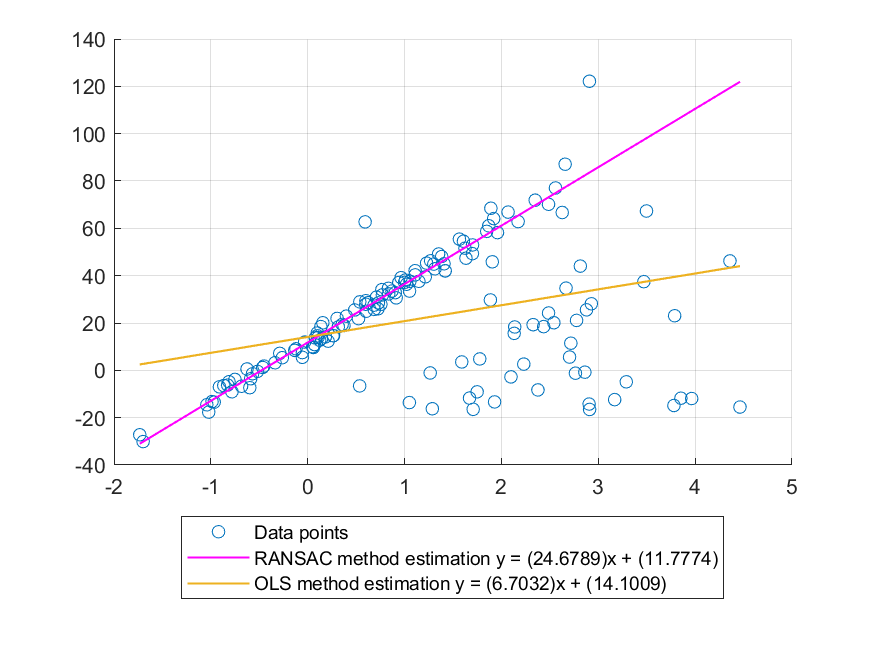 140
120
100
80
60
40
20
0
-20
-40
-2 -1 0 1 2 3 4 5
Data points
RANSAC method estimation y = (24.6789)x + (11.7774)
OLS method estimation y = (6.7032)x + (14.1009)